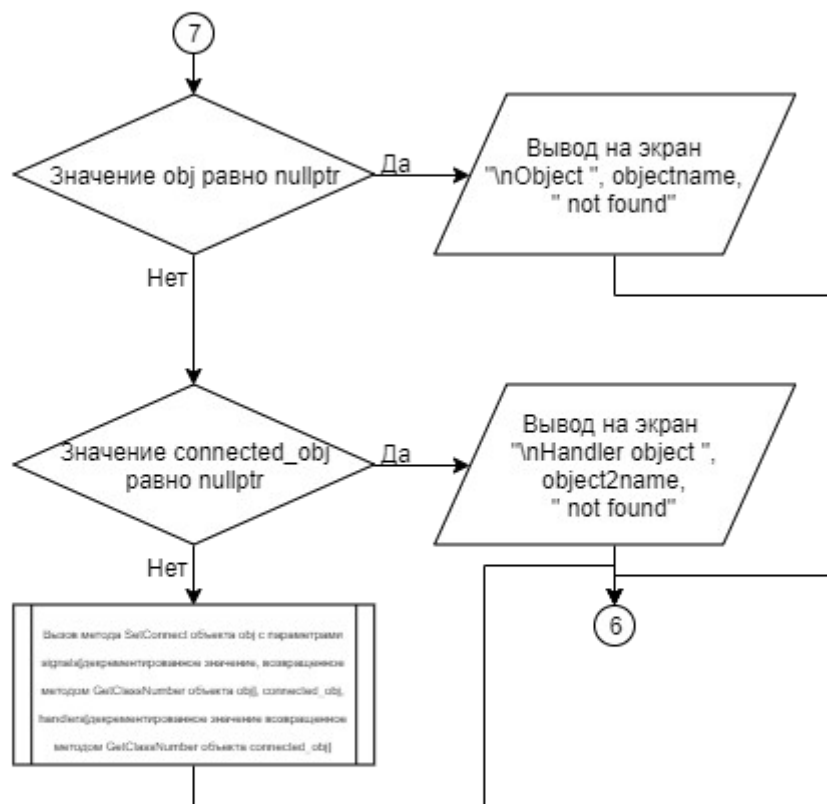 7
Значение obj равно nullptr
Да
Вывод на экран
"\nObject ", objectname,
" not found"
Нет
Значение connected_obj
равно nullptr
Да
Вывод на экран
"\nHandler object ",
object2name,
" not found"
Нет
Вызов метода SetConnect объекта obj с параметрами
signals[декрементированное значение, возвращенное
методом GetClassNumber объекта obj], connected_obj,
handlers[декрементированное значение возвращенное
методом GetClassNumber объекта connected_obj]
6